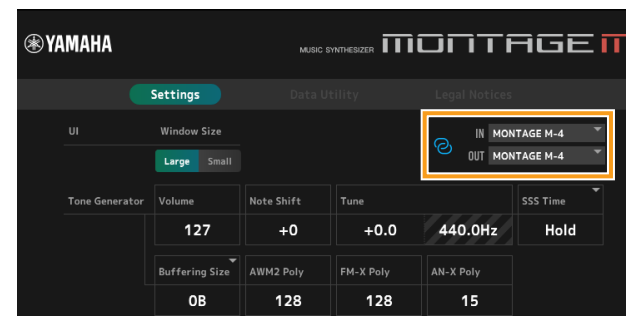 YAMAHA
MUSIC SYNTHESIZER MONTAGE M
Settings Data Utility Legal Notices
UI Window Size IN MONTAGE M-4
Large Small OUT MONTAGE M-4
Tone Generator Volume Note Shift Tune SSS Time
127 +0 +0.0 440.0Hz Hold
Buffering Size AWM2 Poly FM-X Poly AN-X Poly
0B 128 128 15